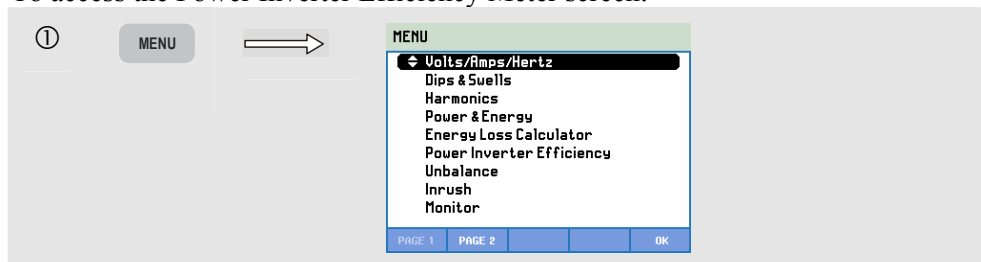 To access the Power Inverter Efficiency Meter screen:
① MENU
MENU
Volts/Amps/Hertz
Dips & Swells
Harmonics
Power & Energy
Energy Loss Calculator
Power Inverter Efficiency
Unbalance
Inrush
Monitor
PAGE 1 PAGE 2 OK